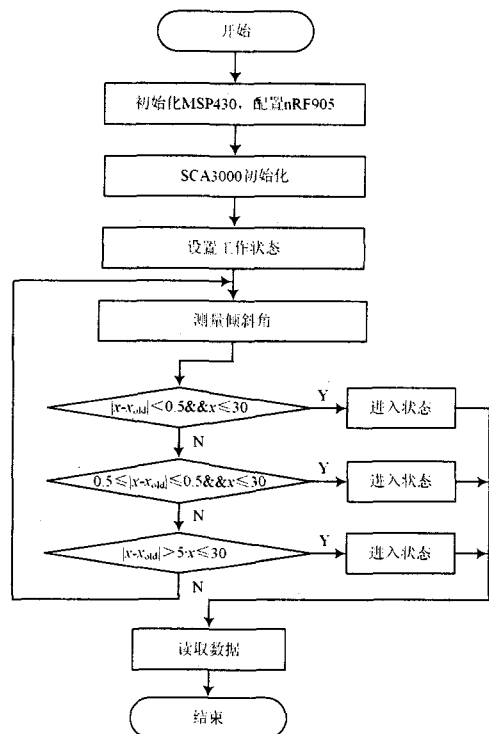 开始
初始化MSP430，配置nRF905
SCA3000初始化
设置工作状态
测量倾斜角
|x-x_old|<0.5&&x≤30
Y
进入状态
N
0.5≤|x-x_old|≤0.5&&x≤30
Y
进入状态
N
|x-x_old|>5·x≤30
Y
进入状态
N
读取数据
结束